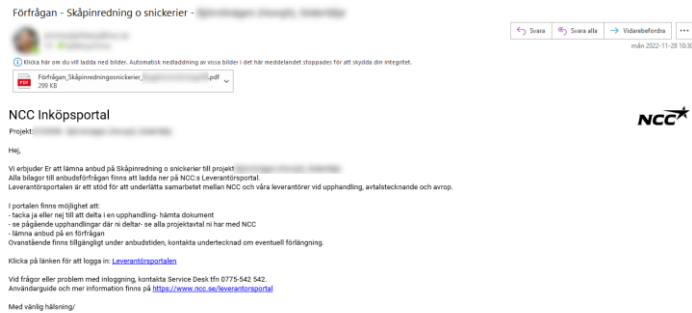 Förfrågan - Skåpinredning o snickerier -
Svara
Svara alla
Vidarebefordra
mån 2022-11-28 10:30
Klicka här om du vill ladda ned bilder. Automatisk nedladdning av vissa bilder i det här meddelandet stoppades för att skydda din integritet.
PDF
Förfrågan_Skåpinredningosnickerier_ .pdf
299 KB
NCC Inköpsportal
NCC
Projekt:
Hej,
Vi erbjuder Er att lämna anbud på Skåpinredning o snickerier till projekt
Alla bilagor till anbudsförfrågan finns att ladda ner på NCC:s Leverantörsportal.
Leverantörsportalen är ett stöd för att underlätta samarbetet mellan NCC och våra leverantörer vid upphandling, avtalstecknande och avrop.
I portalen finns möjlighet att:
- tacka ja eller nej till att delta i en upphandling- hämta dokument
- se pågående upphandlingar där ni deltar- se alla projektavtal ni har med NCC
- lämna anbud på en förfrågan
Ovanstående finns tillgängligt under anbudstiden, kontakta undertecknad om eventuell förlängning.
Klicka på länken för att logga in: Leverantörsportalen
Vid frågor eller problem med inloggning, kontakta Service Desk tfn 0775-542 542.
Användarguide och mer information finns på https://www.ncc.se/leverantorsportal
Med vänlig hälsning/